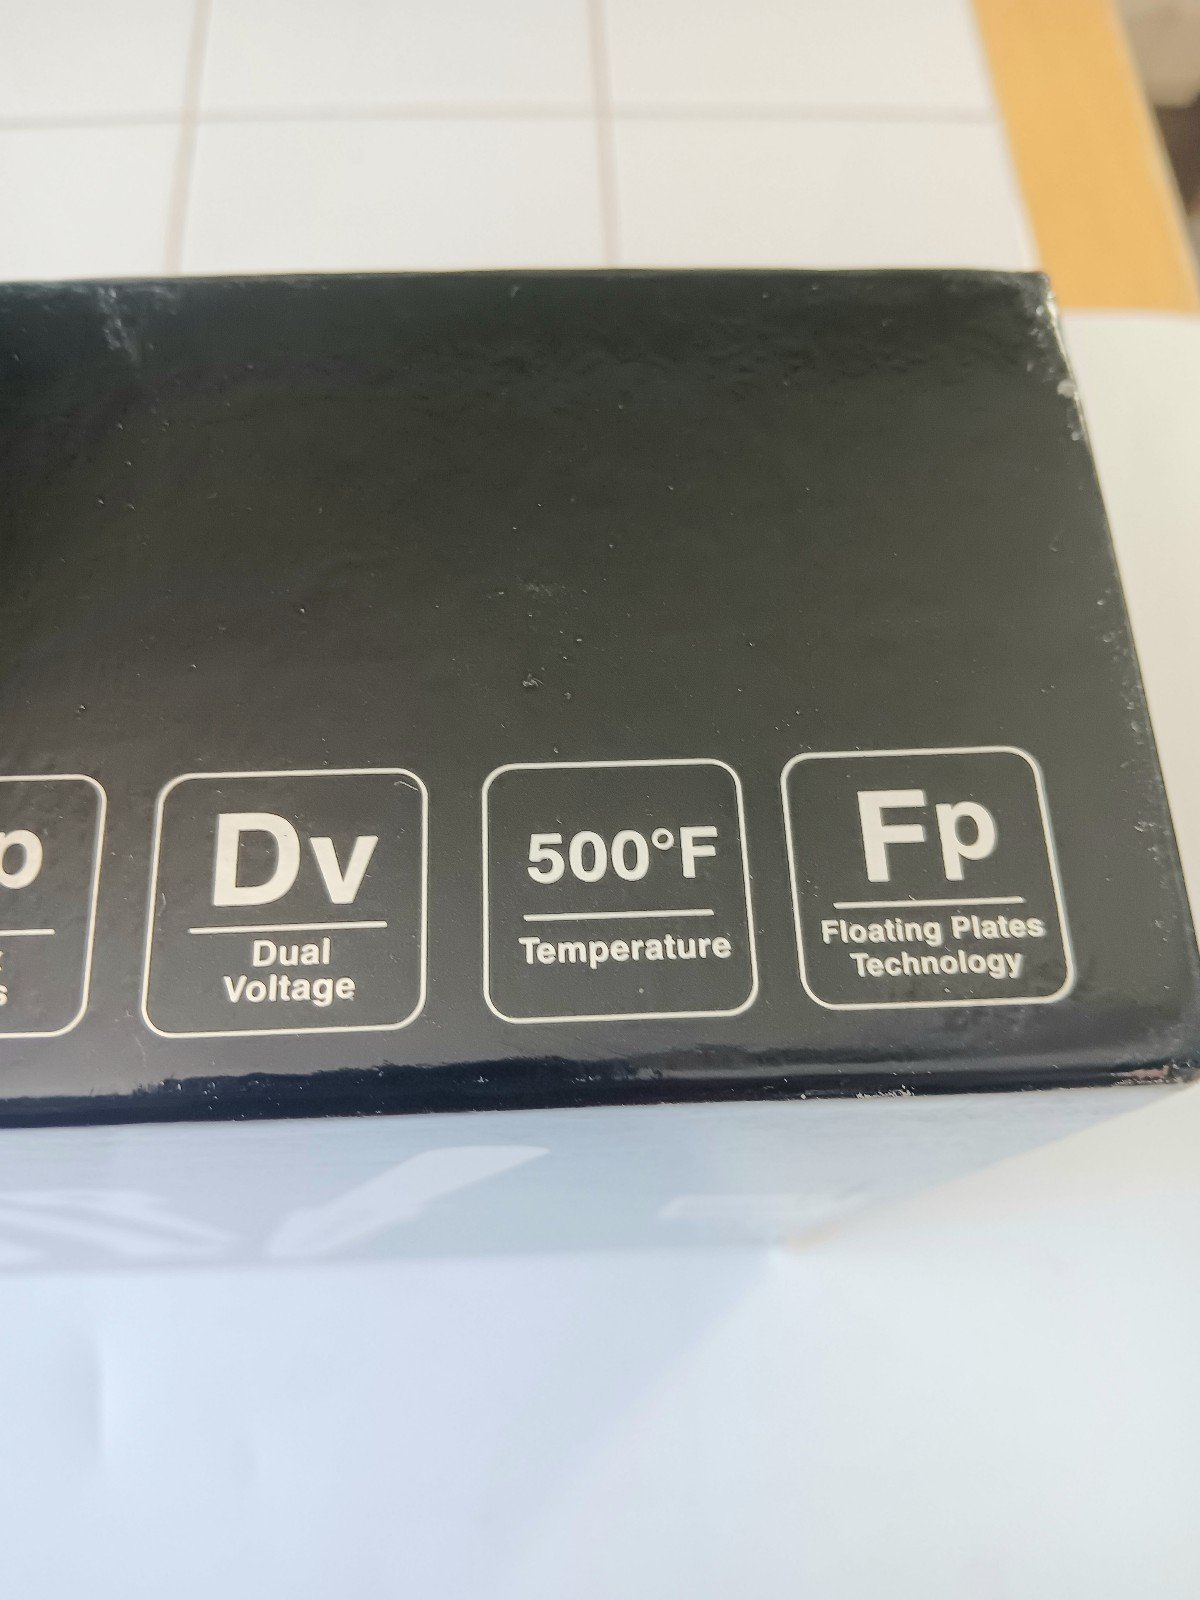 p
s
Dv
Dual
Voltage
500°F
Temperature
Fp
Floating Plates
Technology